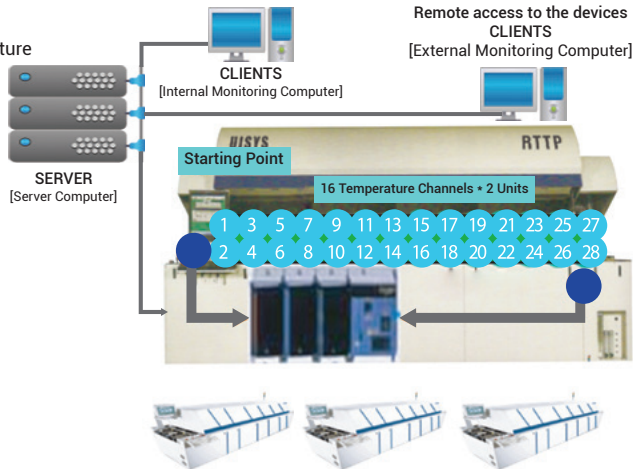 Remote access to the devices
CLIENTS
[External Monitoring Computer]
ture
CLIENTS
[Internal Monitoring Computer]
SERVER
[Server Computer]
HISYS
RTTP
Starting Point
16 Temperature Channels * 2 Units
1 3 5 7 9 11 13 15 17 19 21 23 25 27
2 4 6 8 10 12 14 16 18 20 22 24 26 28